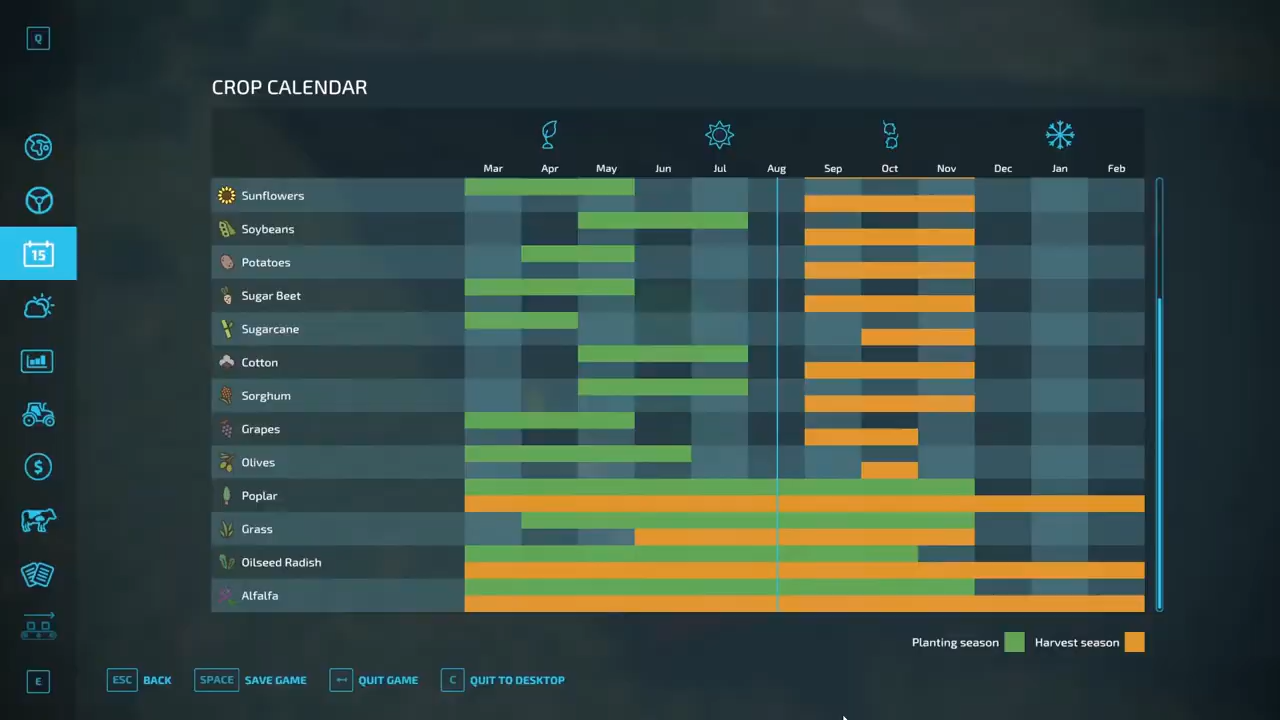 Q
CROP CALENDAR
Mar Apr May Jun Jul Aug Sep Oct Nov Dec Jan Feb
Sunflowers
Soybeans
15
Potatoes
Sugar Beet
Sugarcane
Cotton
Sorghum
Grapes
Olives
$
Poplar
Grass
Oilseed Radish
Alfalfa
Planting season Harvest season
E
ESC BACK SPACE SAVE GAME QUIT GAME C QUIT TO DESKTOP